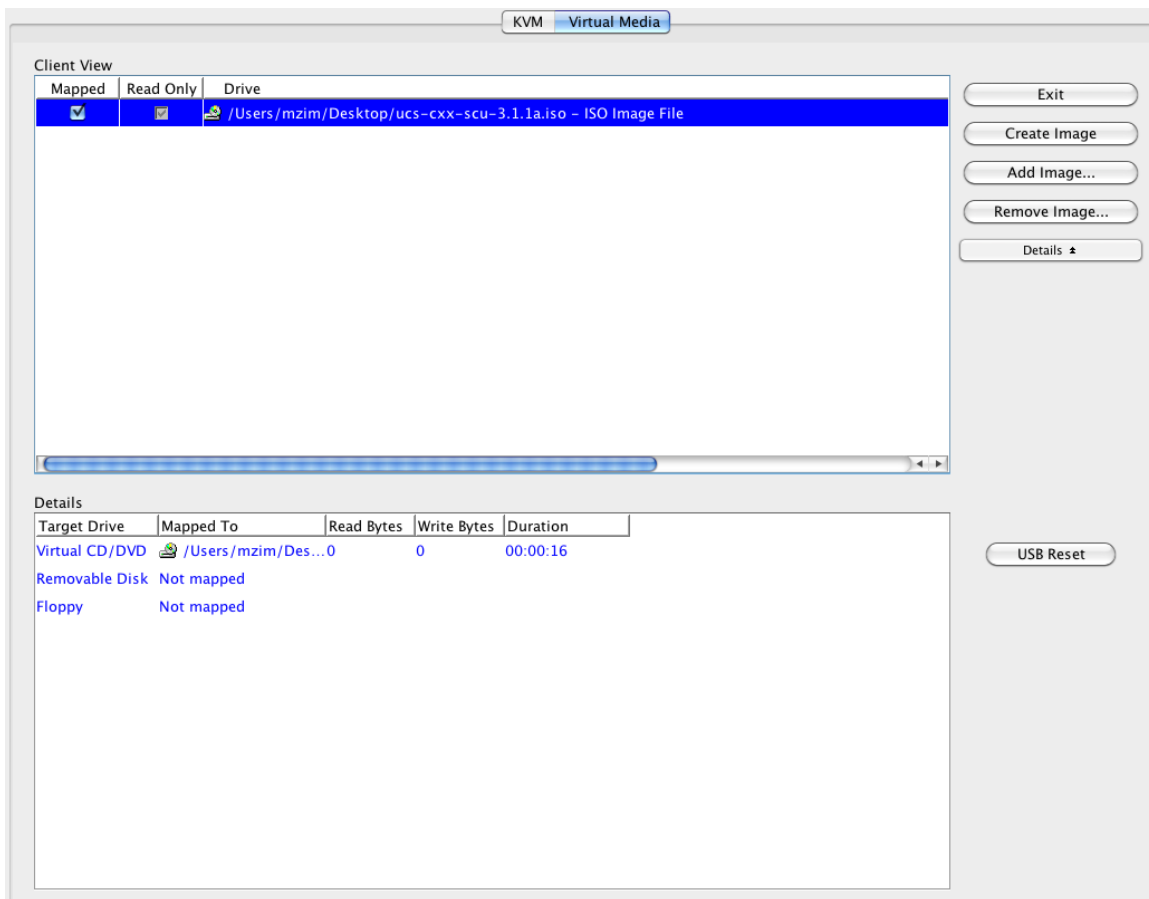 KVM Virtual Media
Client View
Mapped Read Only Drive
/Users/mzim/Desktop/ucs-cxx-scu-3.1.1a.iso – ISO Image File
Exit
Create Image
Add Image...
Remove Image...
Details
Details
Target Drive Mapped To Read Bytes Write Bytes Duration
Virtual CD/DVD /Users/mzim/Des...0 0 00:00:16
Removable Disk Not mapped
Floppy Not mapped
USB Reset